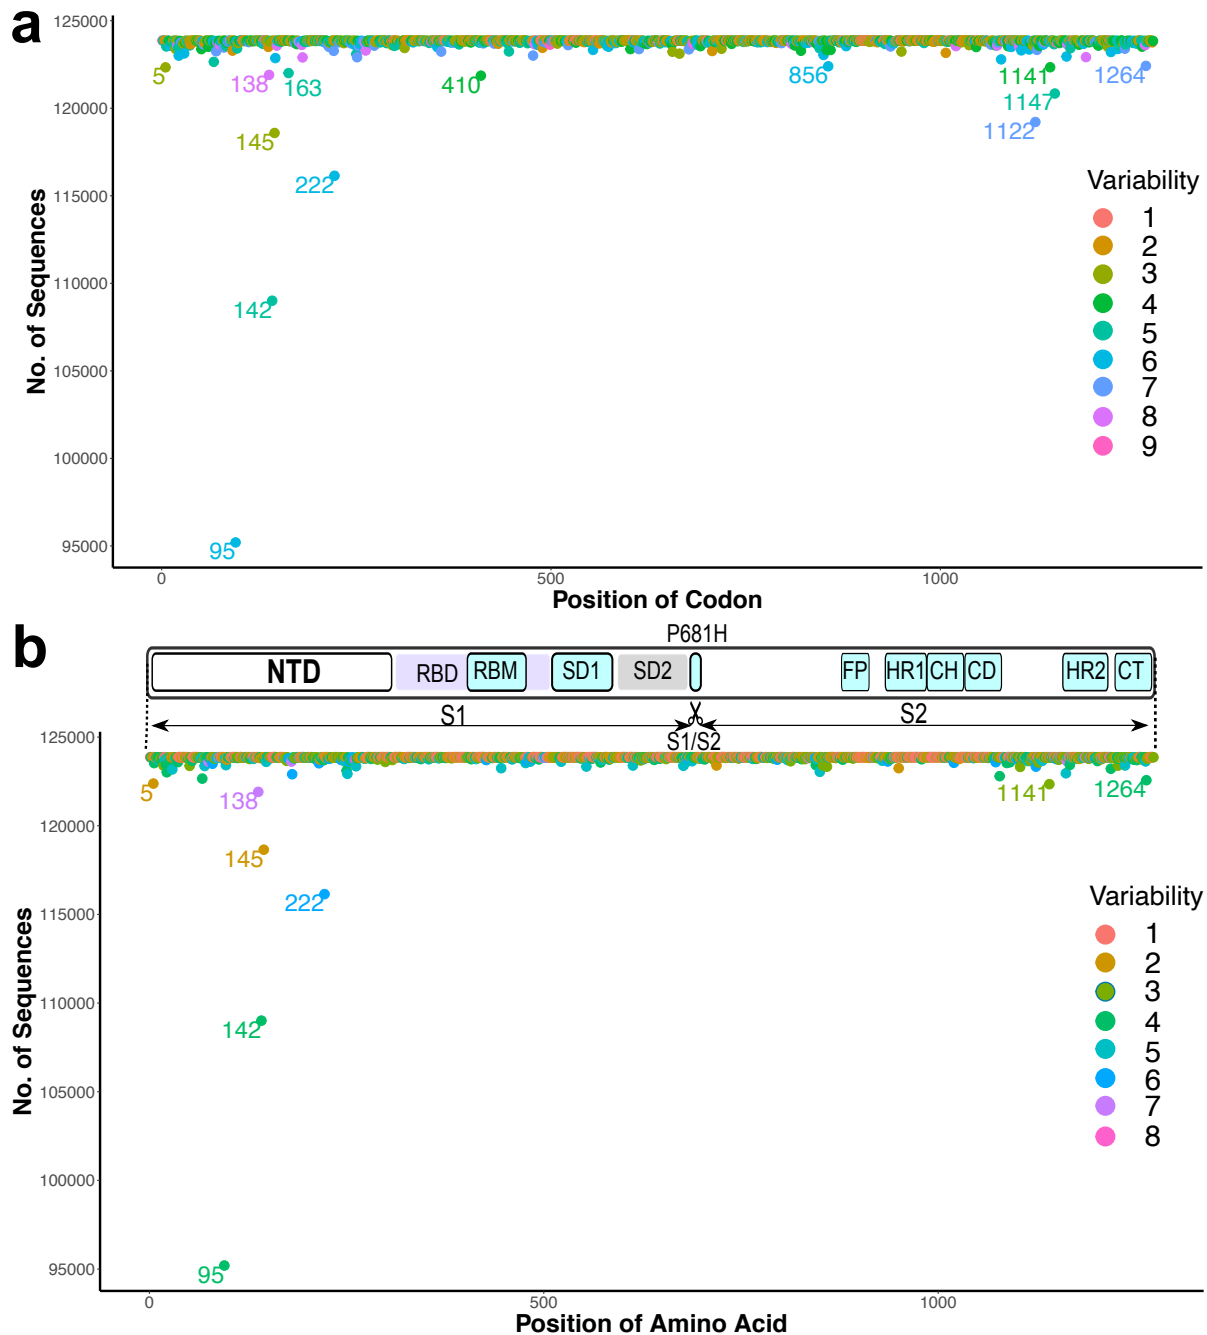 a
125000
120000
115000
110000
105000
100000
95000
No. of Sequences
5
138
163
410
856
1141
1264
1147
1122
145
222
142
95
Variability
1
2
3
4
5
6
7
8
9
0
500
1000
Position of Codon
b
P681H
NTD
RBD
RBM
SD1
SD2
FP
HR1
CH
CD
HR2
CT
S1
S2
S1/S2
125000
120000
115000
110000
105000
100000
95000
No. of Sequences
5
138
1141
1264
145
222
142
95
Variability
1
2
3
4
5
6
7
8
0
500
1000
Position of Amino Acid